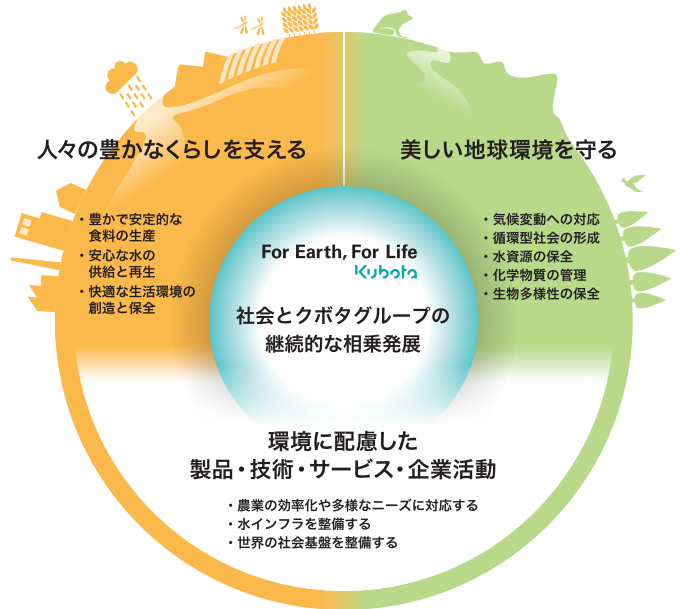 人々の豊かなくらしを支える
・豊かで安定的な
食料の生産
・安心な水の
供給と再生
・快適な生活環境の
創造と保全
美しい地球環境を守る
・気候変動への対応
・循環型社会の形成
・水資源の保全
・化学物質の管理
・生物多様性の保全
For Earth, For Life
Kubota
社会とクボタグループの
継続的な相乗発展
環境に配慮した
製品・技術・サービス・企業活動
・農業の効率化や多様なニーズに対応する
・水インフラを整備する
・世界の社会基盤を整備する